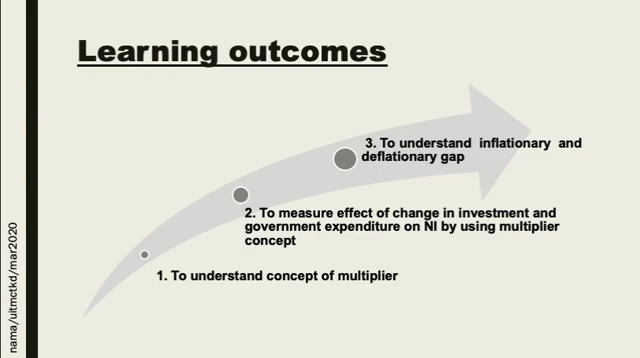 Learning outcomes
3. To understand inflationary and
deflationary gap
2. To measure effect of change in investment and
government expenditure on NI by using multiplier
concept
1. To understand concept of multiplier
nama/uitmctkd/mar2020